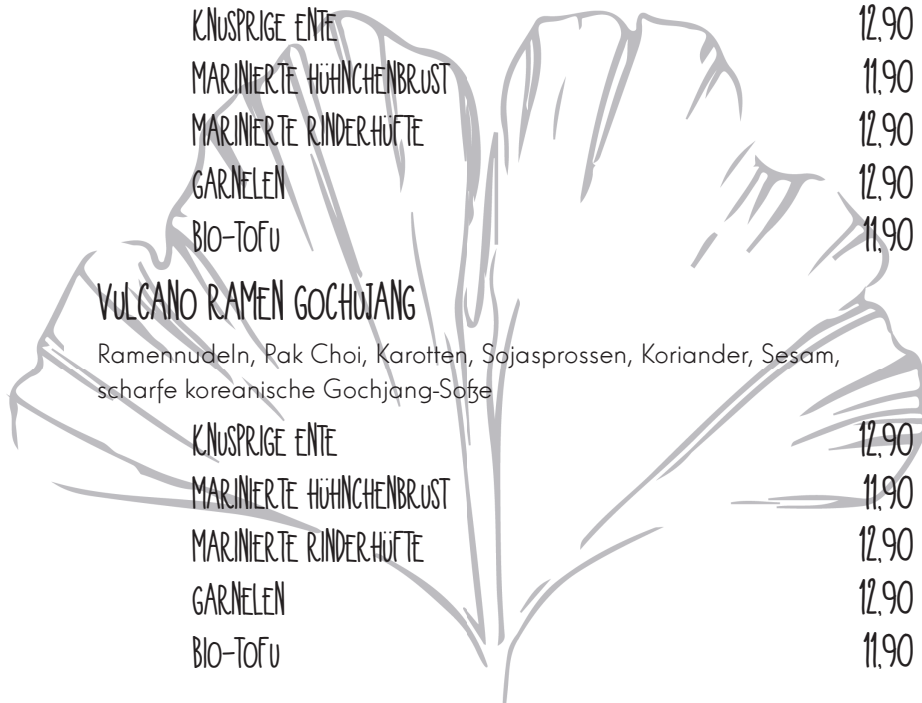 KNUSPRIGE ENTE 12,90
MARINIERTE HÜHNCHENBRUST 11,90
MARINIERTE RINDERHÜFTE 12,90
GARNELEN 12,90
BIO-TOFU 11,90
VULCANO RAMEN GOCHUJANG
Ramennudeln, Pak Choi, Karotten, Sojasprossen, Koriander, Sesam,
scharfe koreanische Gochjang-Soße
KNUSPRIGE ENTE 12,90
MARINIERTE HÜHNCHENBRUST 11,90
MARINIERTE RINDERHÜFTE 12,90
GARNELEN 12,90
BIO-TOFU 11,90